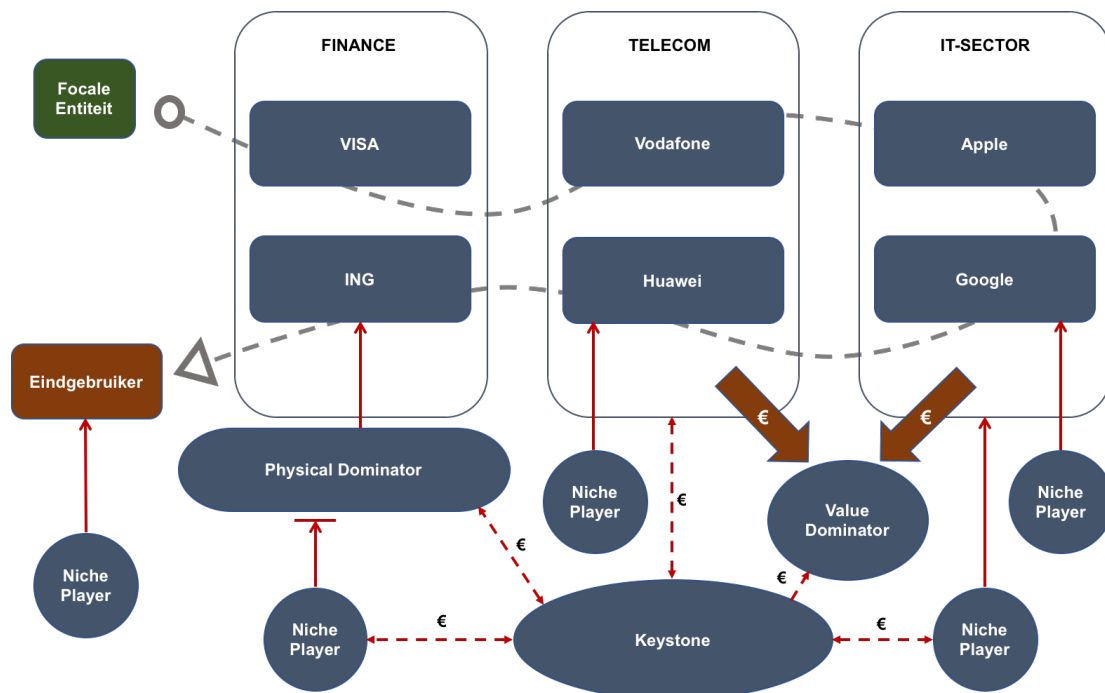 FINANCE
TELECOM
IT-SECTOR
Focale
Entiteit
VISA
Vodafone
Apple
ING
Huawei
Google
Eindgebruiker
€
€
Physical Dominator
Niche
Player
€
Value
Dominator
Niche
Player
Niche
Player
€
€
Niche
Player
€
Keystone
€
Niche
Player